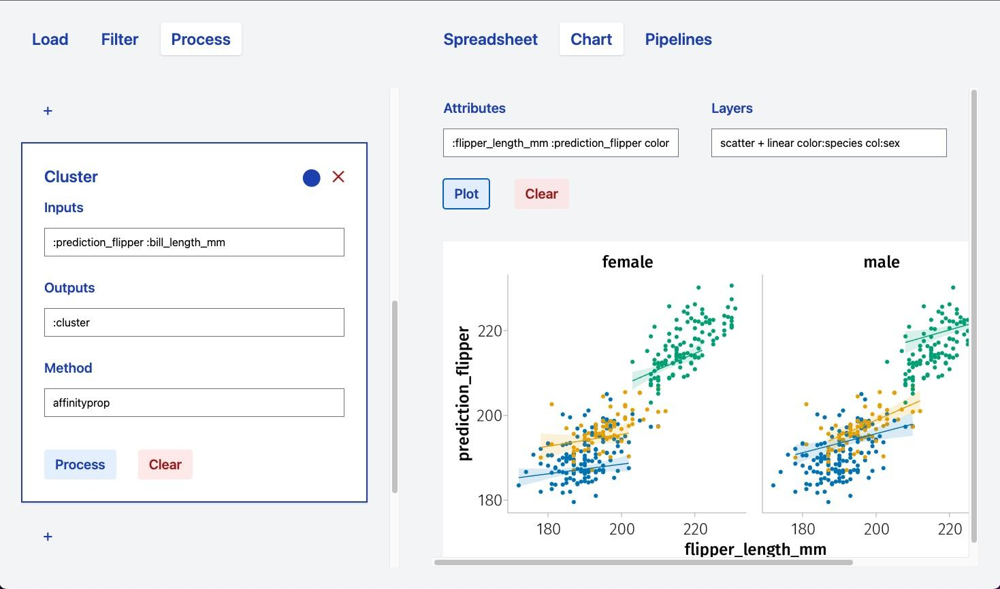 Load Filter Process
Spreadsheet Chart Pipelines
+
Cluster
Inputs
:prediction_flipper :bill_length_mm
Outputs
:cluster
Method
affinityprop
Process Clear
+
Attributes Layers
:flipper_length_mm :prediction_flipper color scatter + linear color:species col:sex
Plot Clear
female male
prediction_flipper
220
200
180
180 200 220 180 200 220
flipper_length_mm